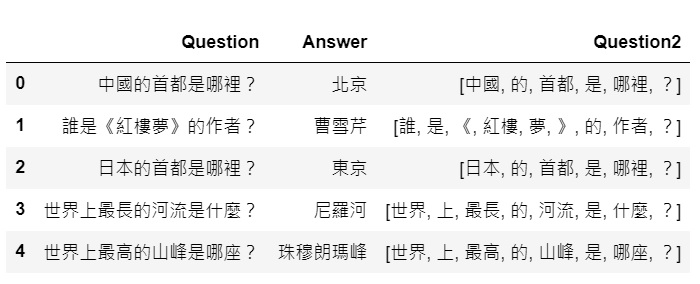 Question Answer Question2
0 中國的首都是哪裡？ 北京 [中國, 的, 首都, 是, 哪裡, ？]
1 誰是《紅樓夢》的作者？ 曹雪芹 [誰, 是, 《, 紅樓, 夢, 》, 的, 作者, ？]
2 日本的首都是哪裡？ 東京 [日本, 的, 首都, 是, 哪裡, ？]
3 世界上最長的河流是什麼？ 尼羅河 [世界, 上, 最長, 的, 河流, 是, 什麼, ？]
4 世界上最高的山峰是哪座？ 珠穆朗瑪峰 [世界, 上, 最高, 的, 山峰, 是, 哪座, ？]